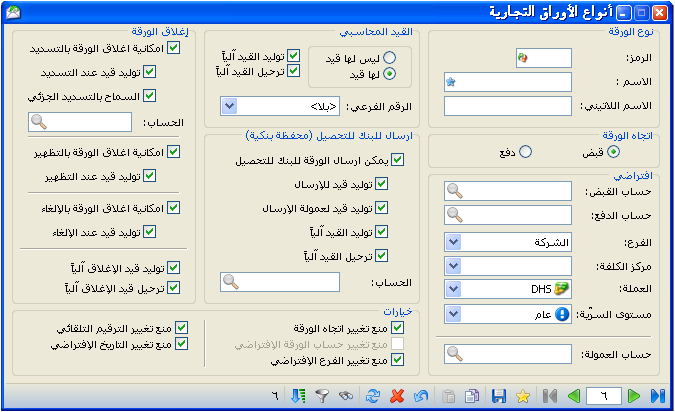 أنواع الأوراق التجارية
نوع الورقة
الرمز:
الاسم :
الاسم اللاتيني:
اتجاه الورقة
قبض
دفع
افتراضي
حساب القبض:
حساب الدفع:
الفرع:
الشركة
مركز الكلفة:
العملة:
DHS
مستوى السرّية:
عام
حساب العمولة:
القيد المحاسبي
ليس لها قيد
لها قيد
توليد القيد آلياً
ترحيل القيد آلياً
الرقم الفرعي:
<بلا>
ارسال للبنك للتحصيل (محفظة بنكية)
يمكن ارسال الورقة للبنك للتحصيل
توليد قيد للإرسال
توليد قيد لعمولة الإرسال
توليد القيد آلياً
ترحيل القيد آلياً
الحساب:
إغلاق الورقة
امكانية اغلاق الورقة بالتسديد
توليد قيد عند التسديد
السماح بالتسديد الجزئي
الحساب:
امكانية اغلاق الورقة بالتظهير
توليد قيد عند التظهير
امكانية اغلاق الورقة بالإلغاء
توليد قيد عند الإلغاء
توليد قيد الإغلاق آلياً
ترحيل قيد الإغلاق آلياً
خيارات
منع تغيير اتجاه الورقة
منع تغيير حساب الورقة الإفتراضي
منع تغيير الفرع الإفتراضي
منع تغيير الترقيم التلقائي
منع تغيير التاريخ الإفتراضي
٦
٦